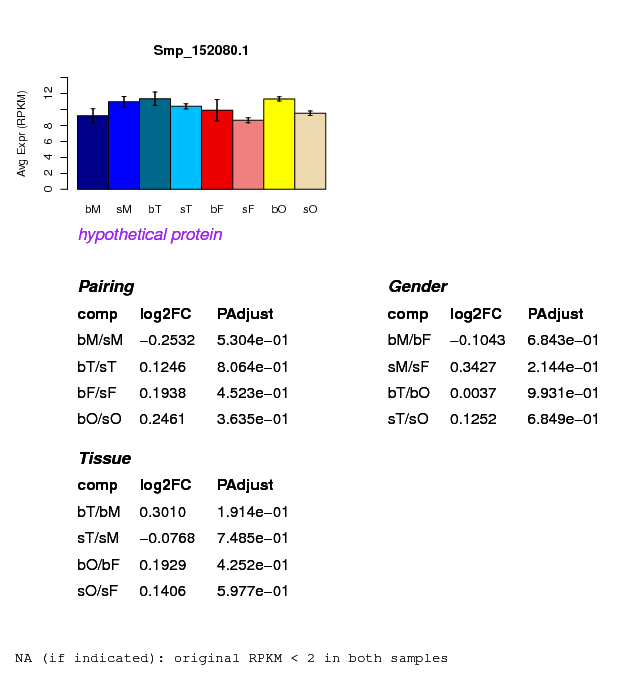 Smp_152080.1
Avg Expr (RPKM)
0 2 4 6 8 12
bM sM bT sT bF sF bO sO
hypothetical protein
Pairing
comp log2FC PAdjust
bM/sM −0.2532 5.304e−01
bT/sT 0.1246 8.064e−01
bF/sF 0.1938 4.523e−01
bO/sO 0.2461 3.635e−01
Gender
comp log2FC PAdjust
bM/bF −0.1043 6.843e−01
sM/sF 0.3427 2.144e−01
bT/bO 0.0037 9.931e−01
sT/sO 0.1252 6.849e−01
Tissue
comp log2FC PAdjust
bT/bM 0.3010 1.914e−01
sT/sM −0.0768 7.485e−01
bO/bF 0.1929 4.252e−01
sO/sF 0.1406 5.977e−01
NA (if indicated): original RPKM < 2 in both samples